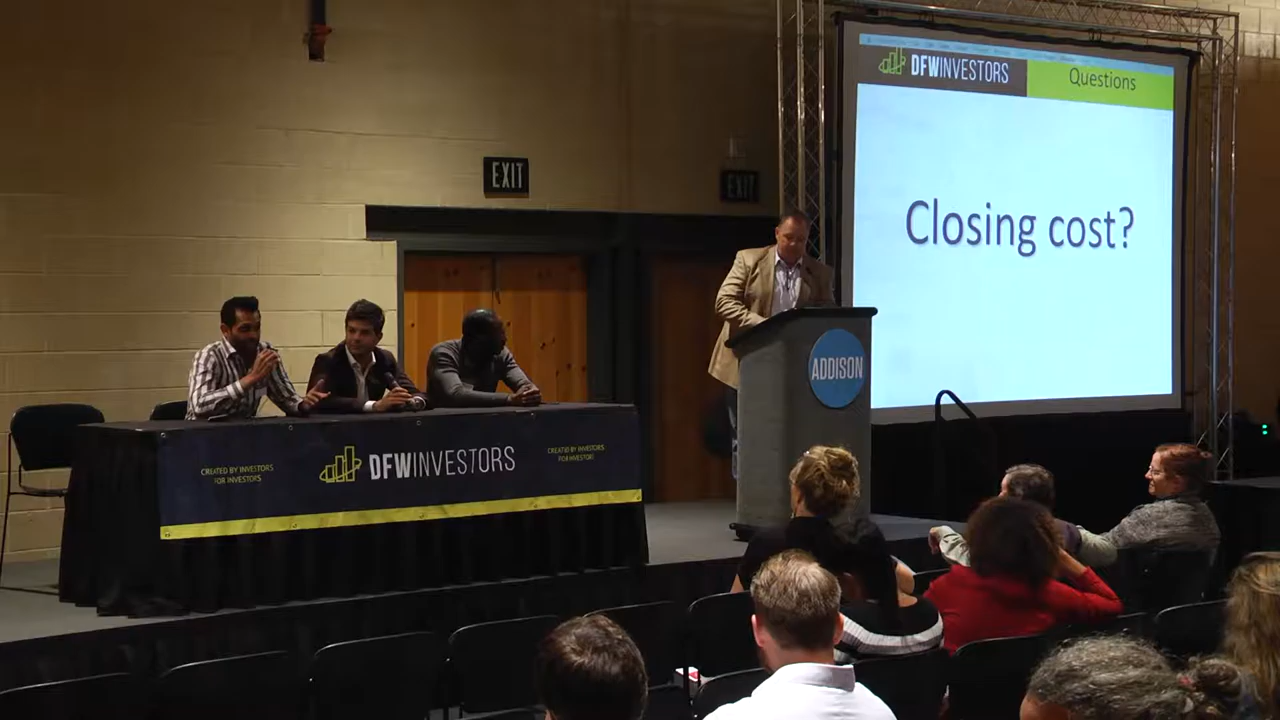 EXIT
EXIT
DFWINVESTORS
Questions
Closing cost?
ADDISON
CREATED BY INVESTORS
FOR INVESTORS
DFWINVESTORS
CREATED BY INVESTORS
FOR INVESTORS